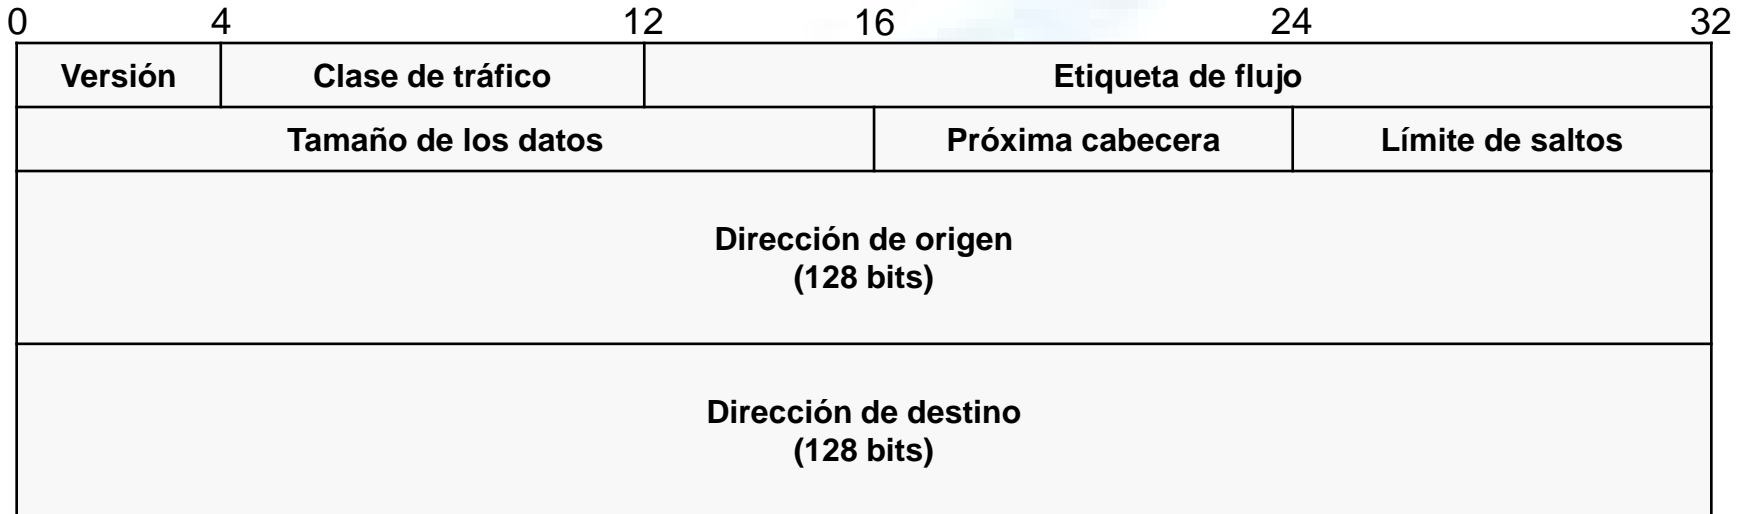 0 4 12 16 24 32
Versión Clase de tráfico Etiqueta de flujo
Tamaño de los datos Próxima cabecera Límite de saltos
Dirección de origen
(128 bits)
Dirección de destino
(128 bits)